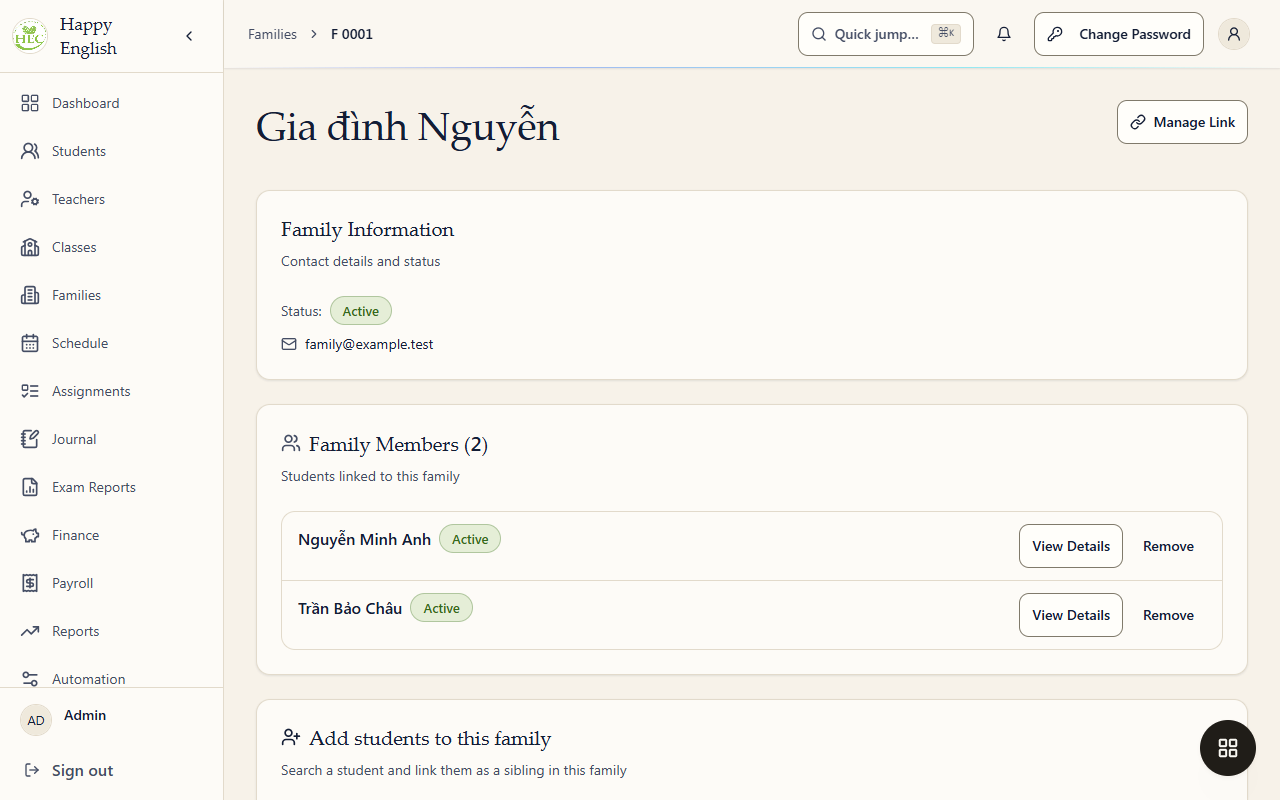 HEC
Happy
English
Families > F 0001
Quick jump... ⌘K
Change Password
Dashboard
Students
Teachers
Classes
Families
Schedule
Assignments
Journal
Exam Reports
Finance
Payroll
Reports
Automation
AD
Admin
Sign out
Gia đình Nguyễn
Manage Link
Family Information
Contact details and status
Status: Active
family@example.test
Family Members (2)
Students linked to this family
Nguyễn Minh Anh Active
View Details Remove
Trần Bảo Châu Active
View Details Remove
Add students to this family
Search a student and link them as a sibling in this family